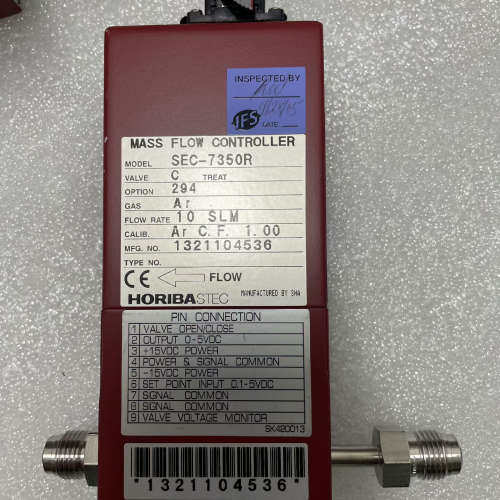 INSPECTED BY
IFS
DATE
MASS FLOW CONTROLLER
MODEL SEC-7350R
VALVE C TREAT
OPTION 294
GAS Ar
FLOW RATE 10 SLM
CALIB. Ar C.F. 1.00
MFG. NO. 1321104536
TYPE NO.
CE FLOW
HORIBASTEC MANUFACTURED BY SHA
PIN CONNECTION
1 VALVE OPEN/CLOSE
2 OUTPUT 0-5VDC
3 +15VDC POWER
4 POWER & SIGNAL COMMON
5 -15VDC POWER
6 SET POINT INPUT 0.1-5VDC
7 SIGNAL COMMON
8 SIGNAL COMMON
9 VALVE VOLTAGE MONITOR
SK420013
*1321104536*